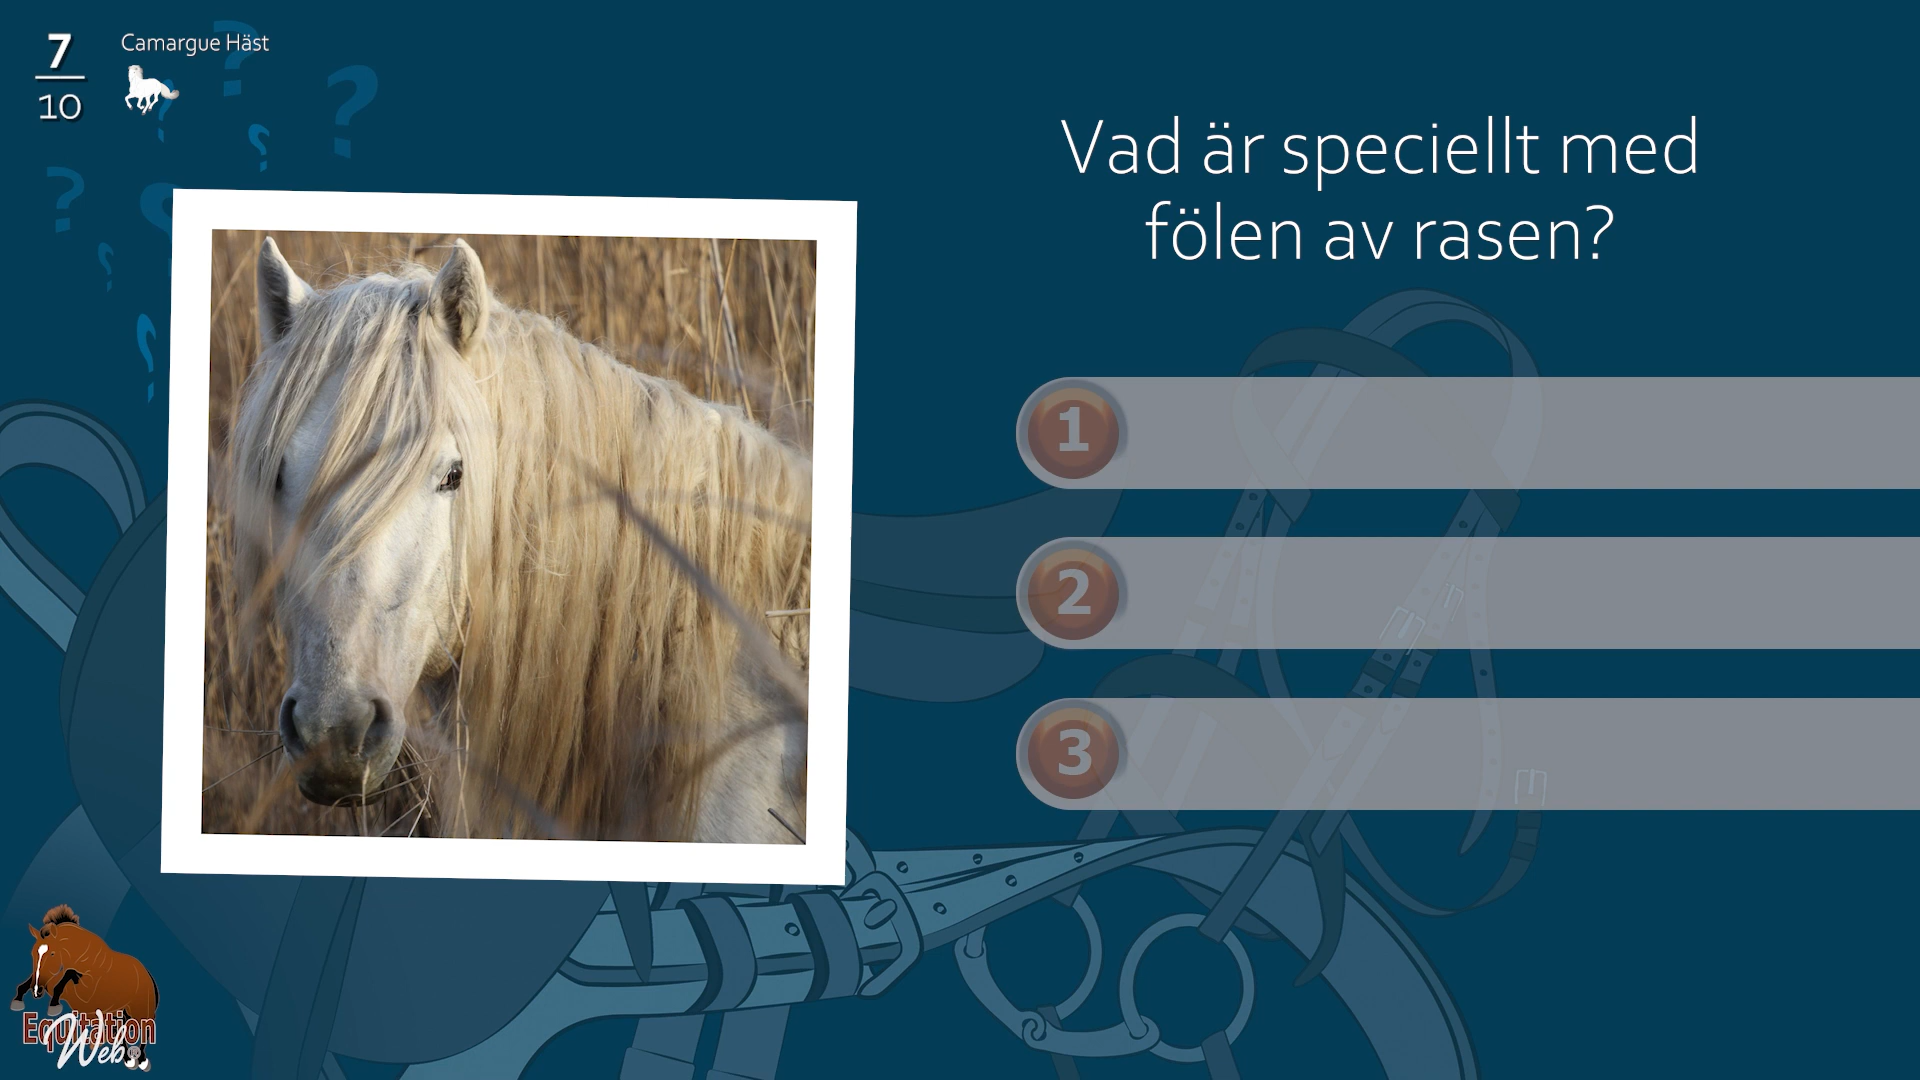 7
10
Camargue Häst
Vad är speciellt med
fölen av rasen?
1
2
3
Equitation
Web